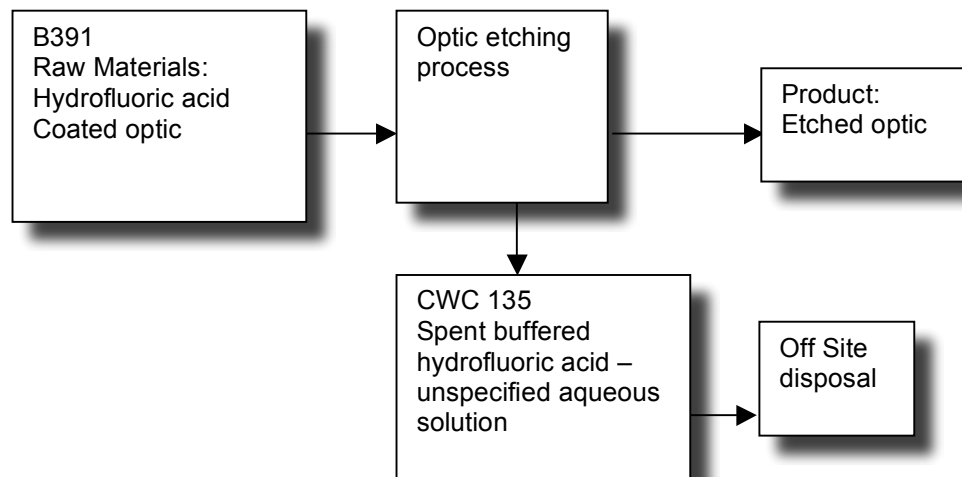 B391
Raw Materials:
Hydrofluoric acid
Coated optic
Optic etching
process
Product:
Etched optic
CWC 135
Spent buffered
hydrofluoric acid –
unspecified aqueous
solution
Off Site
disposal